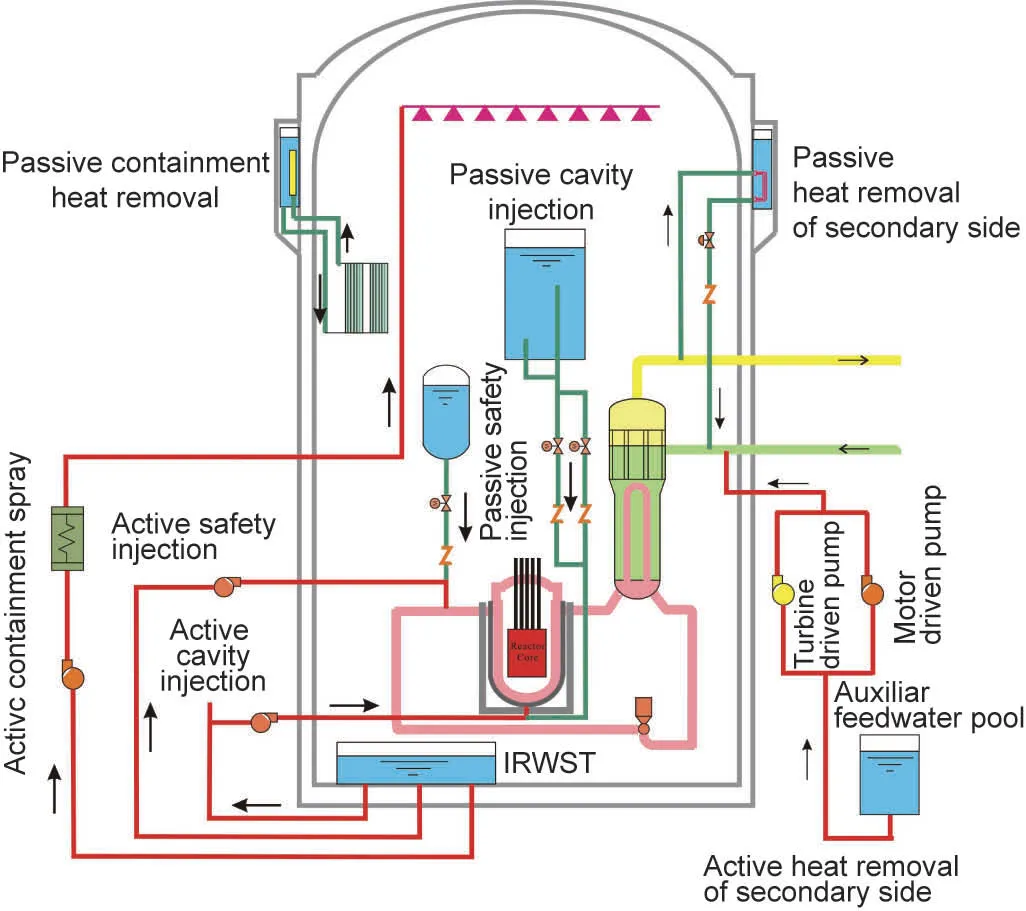 Passive containment
heat removal
Passive cavity
injection
Passive
heat removal
of secondary side
Passive safety
injection
Activc containment spray
Active safety
injection
Active
cavity
injection
Reactor
Core
IRWST
Turbine
driven pump
Motor
driven pump
Auxiliar
feedwater pool
Active heat removal
of secondary side